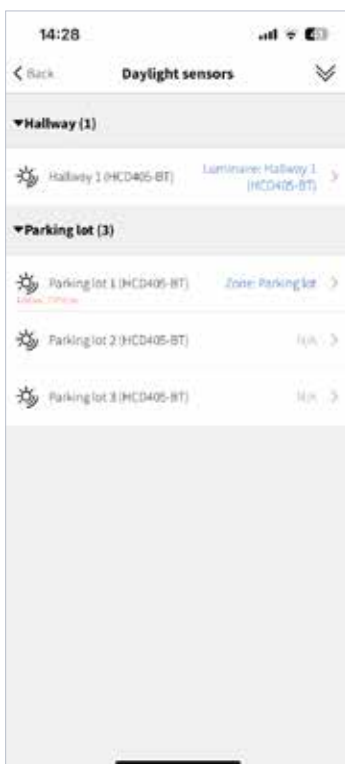 14:28
Back
Daylight sensors
▾Hallway (1)
Hallway 1 (HCD405-BT)
Luminaire: Hallway 1
(HCD405-BT)
▾Parking lot (3)
Parking lot 1 (HCD405-BT)
Zone: Parking lot
Parking lot 2 (HCD405-BT)
N/A
Parking lot 3 (HCD405-BT)
N/A